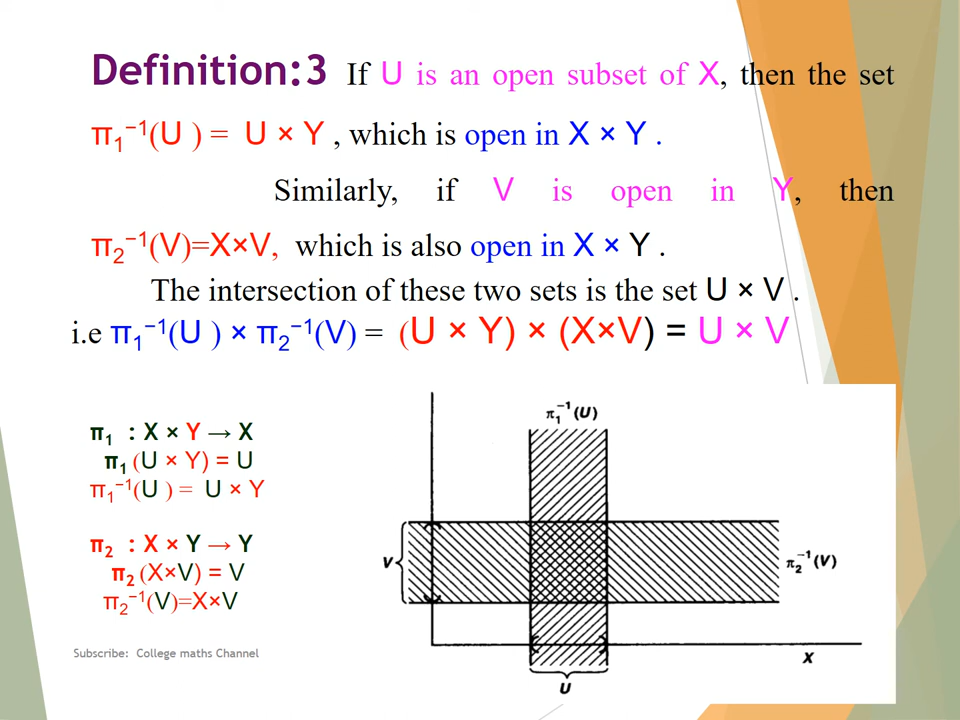 Definition:3 If U is an open subset of X, then the set
π₁⁻¹(U ) = U × Y , which is open in X × Y .
Similarly, if V is open in Y, then
π₂⁻¹(V)=X×V, which is also open in X × Y .
The intersection of these two sets is the set U × V .
i.e π₁⁻¹(U ) × π₂⁻¹(V) = (U × Y) × (X×V) = U × V
π₁ : X × Y → X
π₁ (U × Y) = U
π₁⁻¹(U ) = U × Y
π₂ : X × Y → Y
π₂ (X×V) = V
π₂⁻¹(V)=X×V
Subscribe: College maths Channel
π₁⁻¹(U)
V
π₂⁻¹(V)
X
U